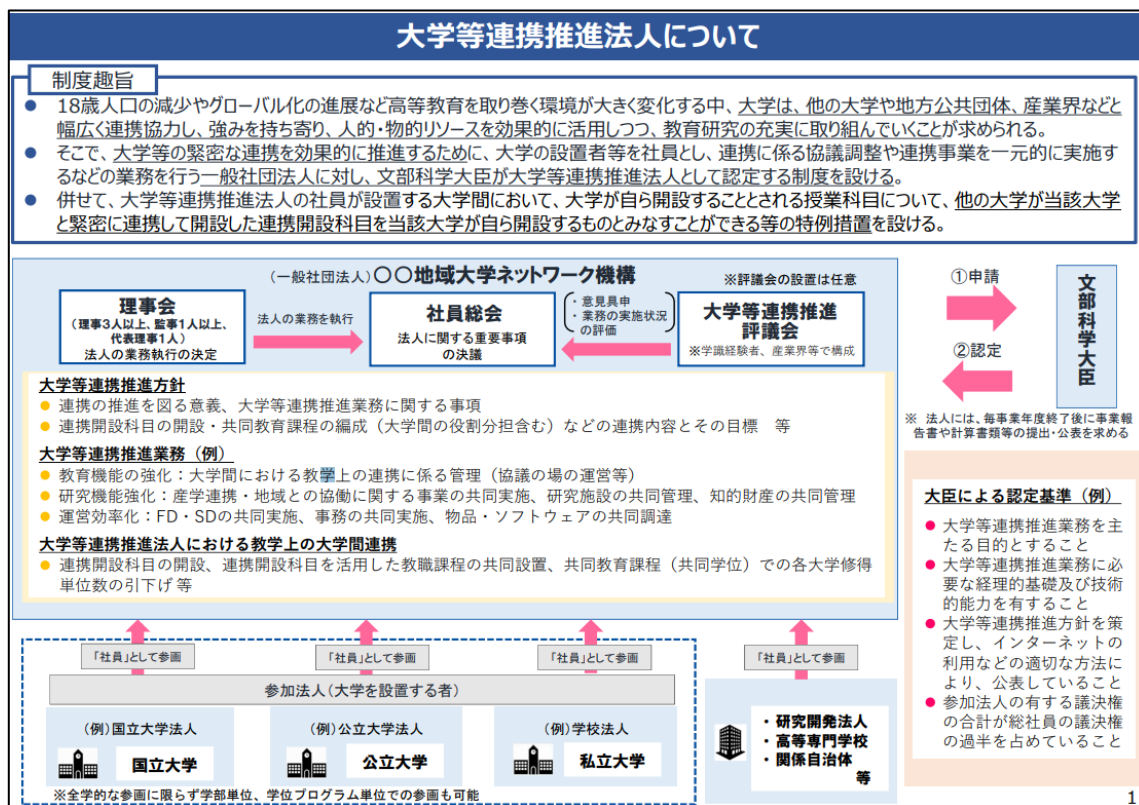 大学等連携推進法人について
制度趣旨
● 18歳人口の減少やグローバル化の進展など高等教育を取り巻く環境が大きく変化する中、大学は、他の大学や地方公共団体、産業界などと
幅広く連携協力し、強みを持ち寄り、人的・物的リソースを効果的に活用しつつ、教育研究の充実に取り組んでいくことが求められる。
● そこで、大学等の緊密な連携を効果的に推進するために、大学の設置者等を社員とし、連携に係る協議調整や連携事業を一元的に実施す
るなどの業務を行う一般社団法人に対し、文部科学大臣が大学等連携推進法人として認定する制度を設ける。
● 併せて、大学等連携推進法人の社員が設置する大学間において、大学が自ら開設することとされる授業科目について、他の大学が当該大学
と緊密に連携して開設した連携開設科目を当該大学が自ら開設するものとみなすことができる等の特例措置を設ける。
(一般社団法人)〇〇地域大学ネットワーク機構
※評議会の設置は任意
理事会
(理事3人以上、監事1人以上、
代表理事1人)
法人の業務執行の決定
法人の業務を執行
社員総会
法人に関する重要事項
の決議
・意見具申
・業務の実施状況
の評価
大学等連携推進
評議会
※学識経験者、産業界等で構成
①申請
②認定
文部科学大臣
※ 法人には、毎事業年度終了後に事業報
告書や計算書類等の提出・公表を求める
大学等連携推進方針
● 連携の推進を図る意義、大学等連携推進業務に関する事項
● 連携開設科目の開設・共同教育課程の編成（大学間の役割分担含む）などの連携内容とその目標　等
大学等連携推進業務（例）
● 教育機能の強化：大学間における教学上の連携に係る管理（協議の場の運営等）
● 研究機能強化：産学連携・地域との協働に関する事業の共同実施、研究施設の共同管理、知的財産の共同管理
● 運営効率化：FD・SDの共同実施、事務の共同実施、物品・ソフトウェアの共同調達
大学等連携推進法人における教学上の大学間連携
● 連携開設科目の開設、連携開設科目を活用した教職課程の共同設置、共同教育課程（共同学位）での各大学修得
単位数の引下げ 等
大臣による認定基準（例）
● 大学等連携推進業務を主
たる目的とすること
● 大学等連携推進業務に必
要な経理的基礎及び技術
的能力を有すること
● 大学等連携推進方針を策
定し、インターネットの
利用などの適切な方法に
より、公表していること
● 参加法人の有する議決権
の合計が総社員の議決権
の過半を占めていること
「社員」として参画
「社員」として参画
「社員」として参画
「社員」として参画
参加法人（大学を設置する者）
(例)国立大学法人
国立大学
(例)公立大学法人
公立大学
(例)学校法人
私立大学
・研究開発法人
・高等専門学校
・関係自治体
等
※全学的な参画に限らず学部単位、学位プログラム単位での参画も可能
1